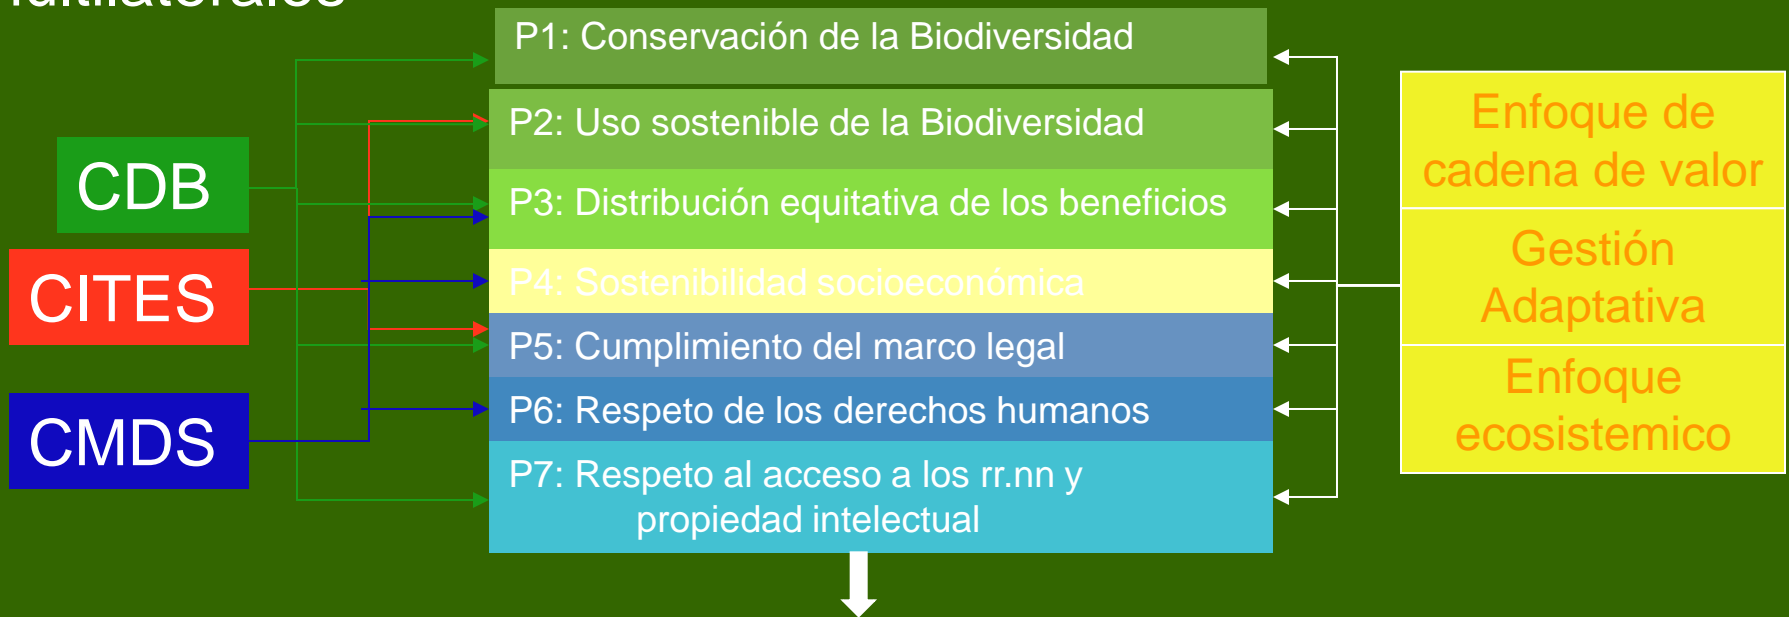 P1: Conservación de la Biodiversidad
P2: Uso sostenible de la Biodiversidad
P3: Distribución equitativa de los beneficios
P4: Sostenibilidad socioeconómica
P5: Cumplimiento del marco legal
P6: Respeto de los derechos humanos
P7: Respeto al acceso a los rr.nn y
propiedad intelectual
CDB
CITES
CMDS
Enfoque de
cadena de valor
Gestión
Adaptativa
Enfoque
ecosistemico